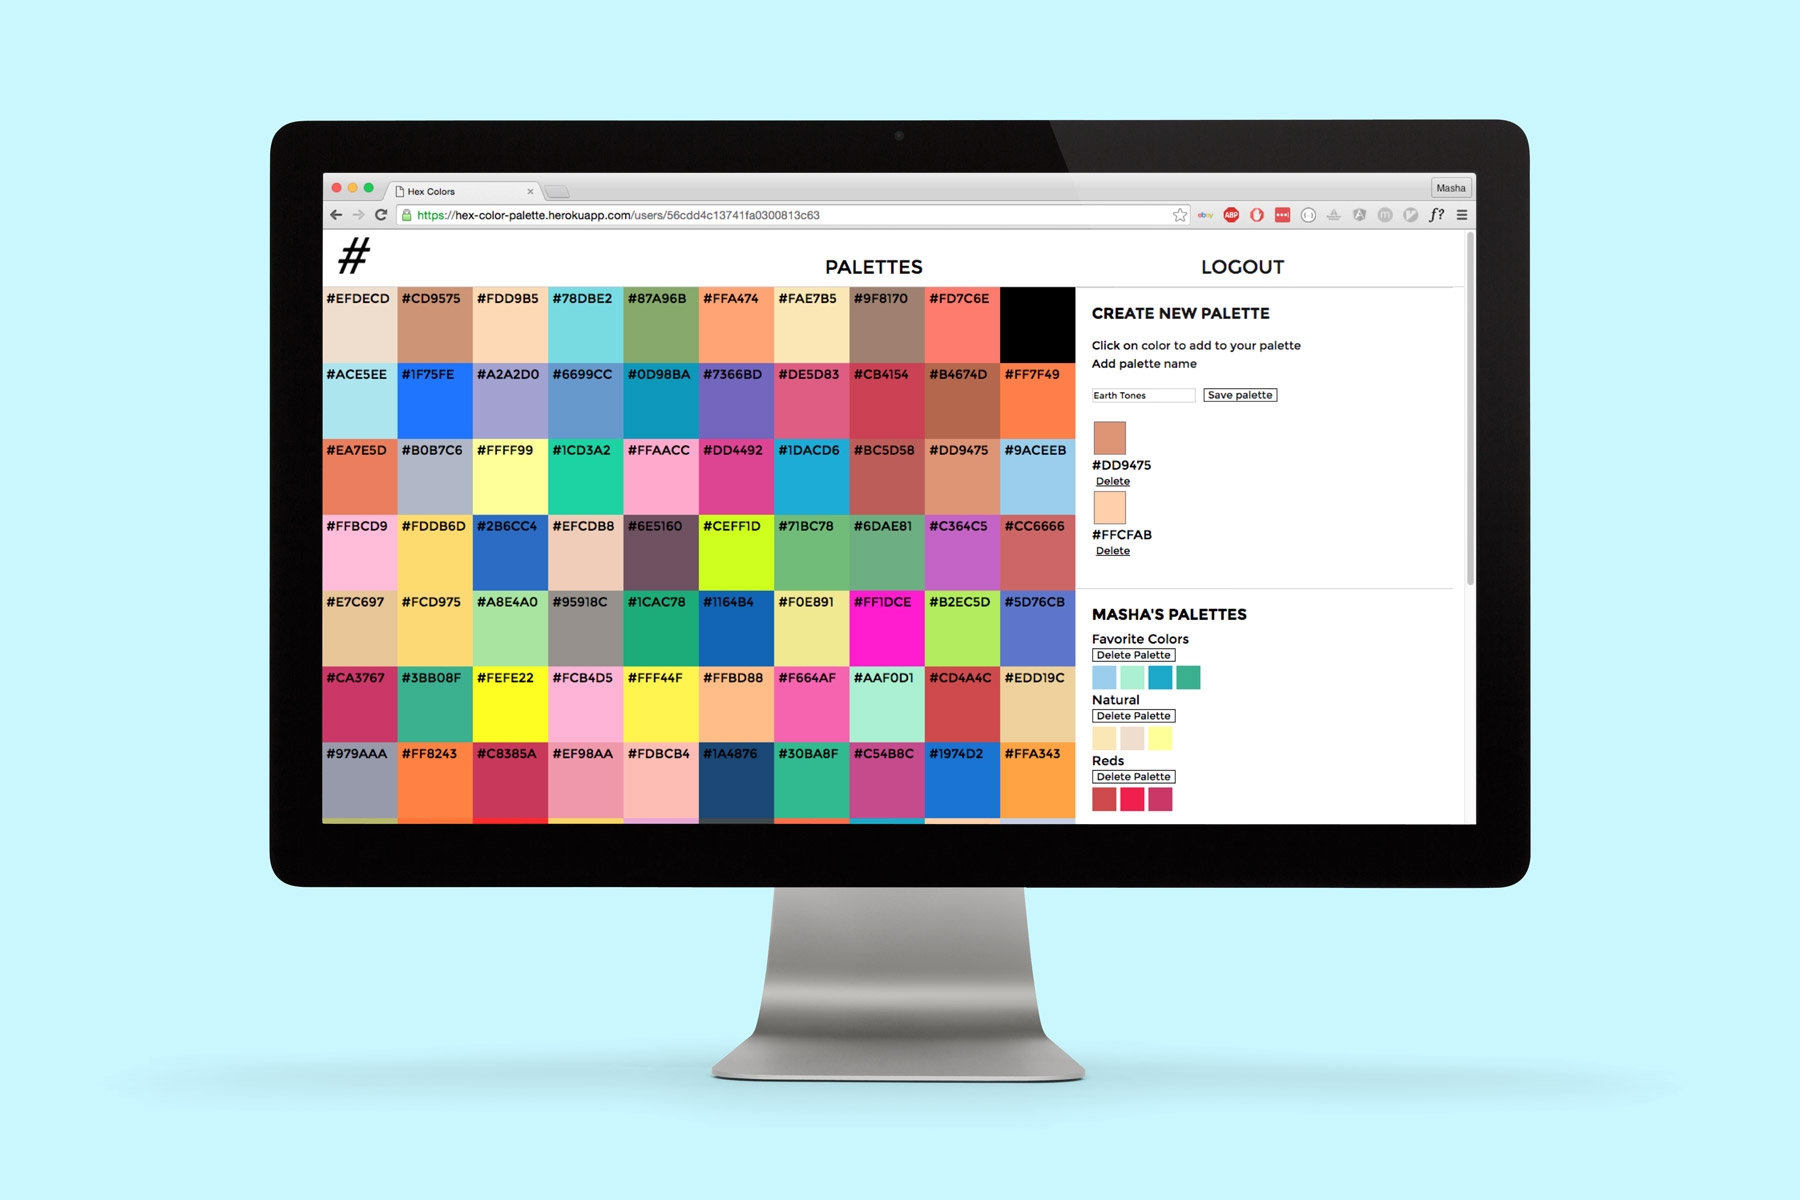 Hex Colors
Masha
https://hex-color-palette.herokuapp.com/users/56cdd4c13741fa0300813c63
ebay ABP f?
#
PALETTES LOGOUT
#EFDECD #CD9575 #FDD9B5 #78DBE2 #87A96B #FFA474 #FAE7B5 #9F8170 #FD7C6E
#ACE5EE #1F75FE #A2A2D0 #6699CC #0D98BA #7366BD #DE5D83 #CB4154 #B4674D #FF7F49
#EA7E5D #B0B7C6 #FFFF99 #1CD3A2 #FFAACC #DD4492 #1DACD6 #BC5D58 #DD9475 #9ACEEB
#FFBCD9 #FDDB6D #2B6CC4 #EFCDB8 #6E5160 #CEFF1D #71BC78 #6DAE81 #C364C5 #CC6666
#E7C697 #FCD975 #A8E4A0 #95918C #1CAC78 #1164B4 #F0E891 #FF1DCE #B2EC5D #5D76CB
#CA3767 #3BB08F #FEFE22 #FCB4D5 #FFF44F #FFBD88 #F664AF #AAF0D1 #CD4A4C #EDD19C
#979AAA #FF8243 #C8385A #EF98AA #FDBCB4 #1A4876 #30BA8F #C54B8C #1974D2 #FFA343
CREATE NEW PALETTE
Click on color to add to your palette
Add palette name
Earth Tones Save palette
#DD9475
Delete
#FFCFAB
Delete
MASHA'S PALETTES
Favorite Colors
Delete Palette
Natural
Delete Palette
Reds
Delete Palette